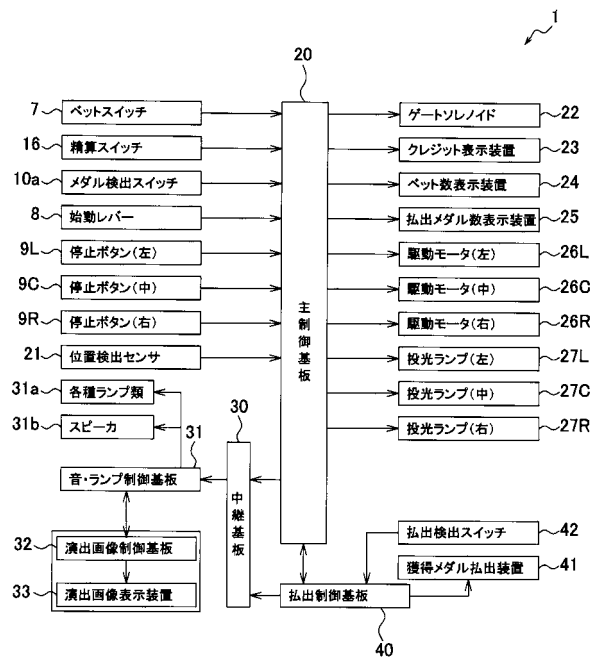 1
20
7 ベットスイッチ
16 精算スイッチ
10a メダル検出スイッチ
8 始動レバー
9L 停止ボタン(左)
9C 停止ボタン(中)
9R 停止ボタン(右)
21 位置検出センサ
31a 各種ランプ類
31b スピーカ
31
音・ランプ制御基板
32 演出画像制御基板
33 演出画像表示装置
30
中継基板
主制御基板
ゲートソレノイド 22
クレジット表示装置 23
ベット数表示装置 24
払出メダル数表示装置 25
駆動モータ(左) 26L
駆動モータ(中) 26C
駆動モータ(右) 26R
投光ランプ(左) 27L
投光ランプ(中) 27C
投光ランプ(右) 27R
払出検出スイッチ 42
獲得メダル払出装置 41
払出制御基板
40